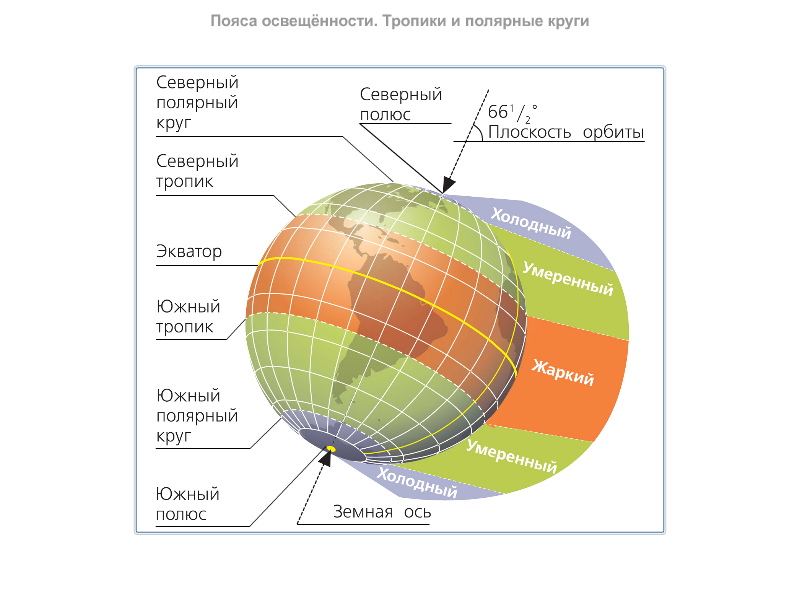 Пояса освещённости. Тропики и полярные круги
Северный
полярный
круг
Северный
полюс
66 1/2°
Плоскость орбиты
Северный
тропик
Холодный
Экватор
Умеренный
Южный
тропик
Жаркий
Южный
полярный
круг
Умеренный
Холодный
Южный
полюс
Земная ось